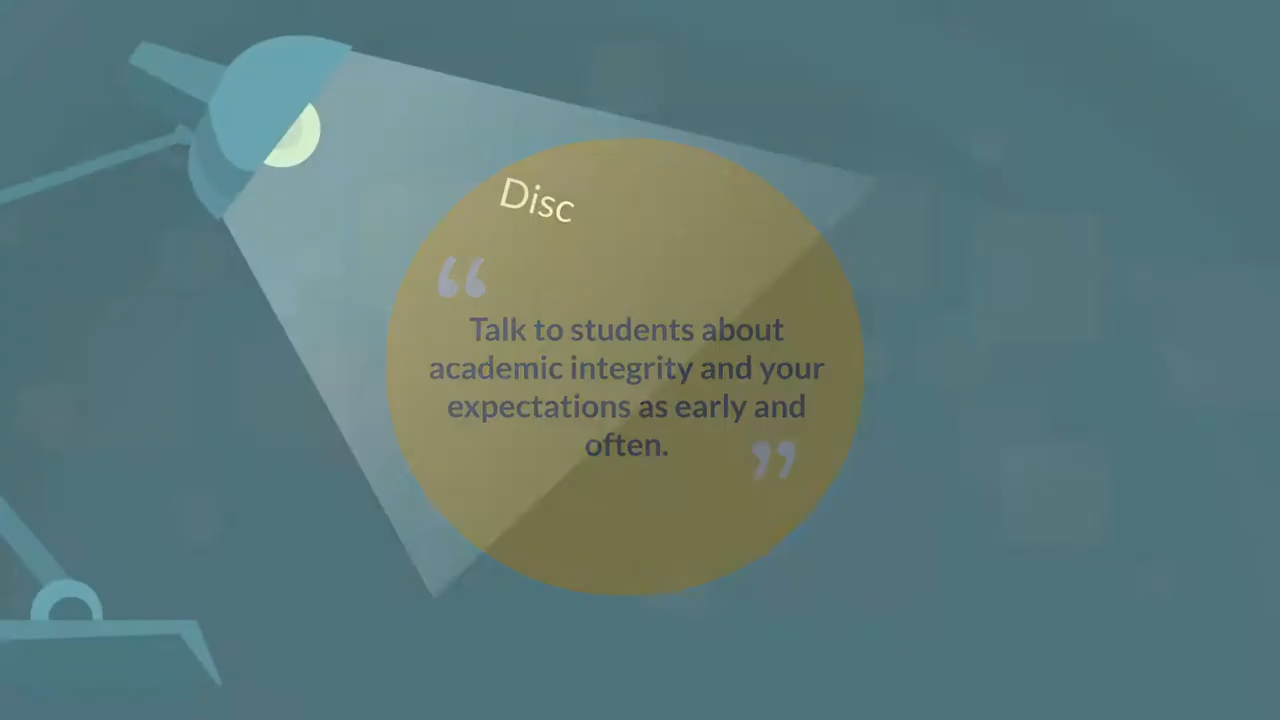 Disc
“
Talk to students about
academic integrity and your
expectations as early and
often.
”